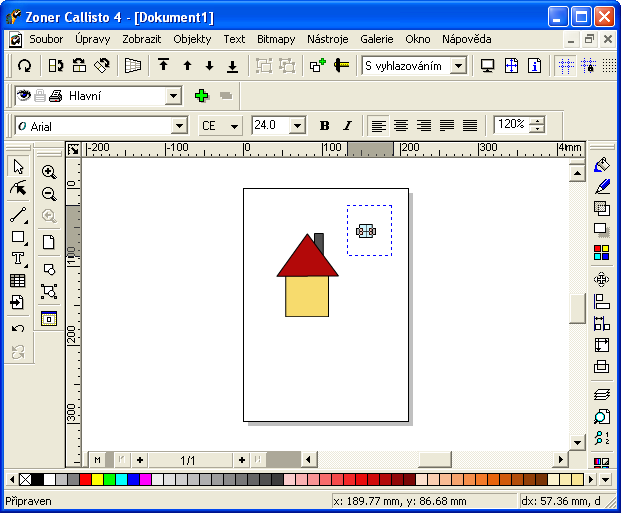 Zoner Callisto 4 - [Dokument1]
Soubor Úpravy Zobrazit Objekty Text Bitmapy Nástroje Galerie Okno Nápověda
S vyhlazováním
Hlavní
O Arial CE 24.0 B I 120%
-200 -100 0 100 200 300 4 mm
0
100
200
300
M 1/1
Připraven x: 189.77 mm, y: 86.68 mm dx: 57.36 mm, d